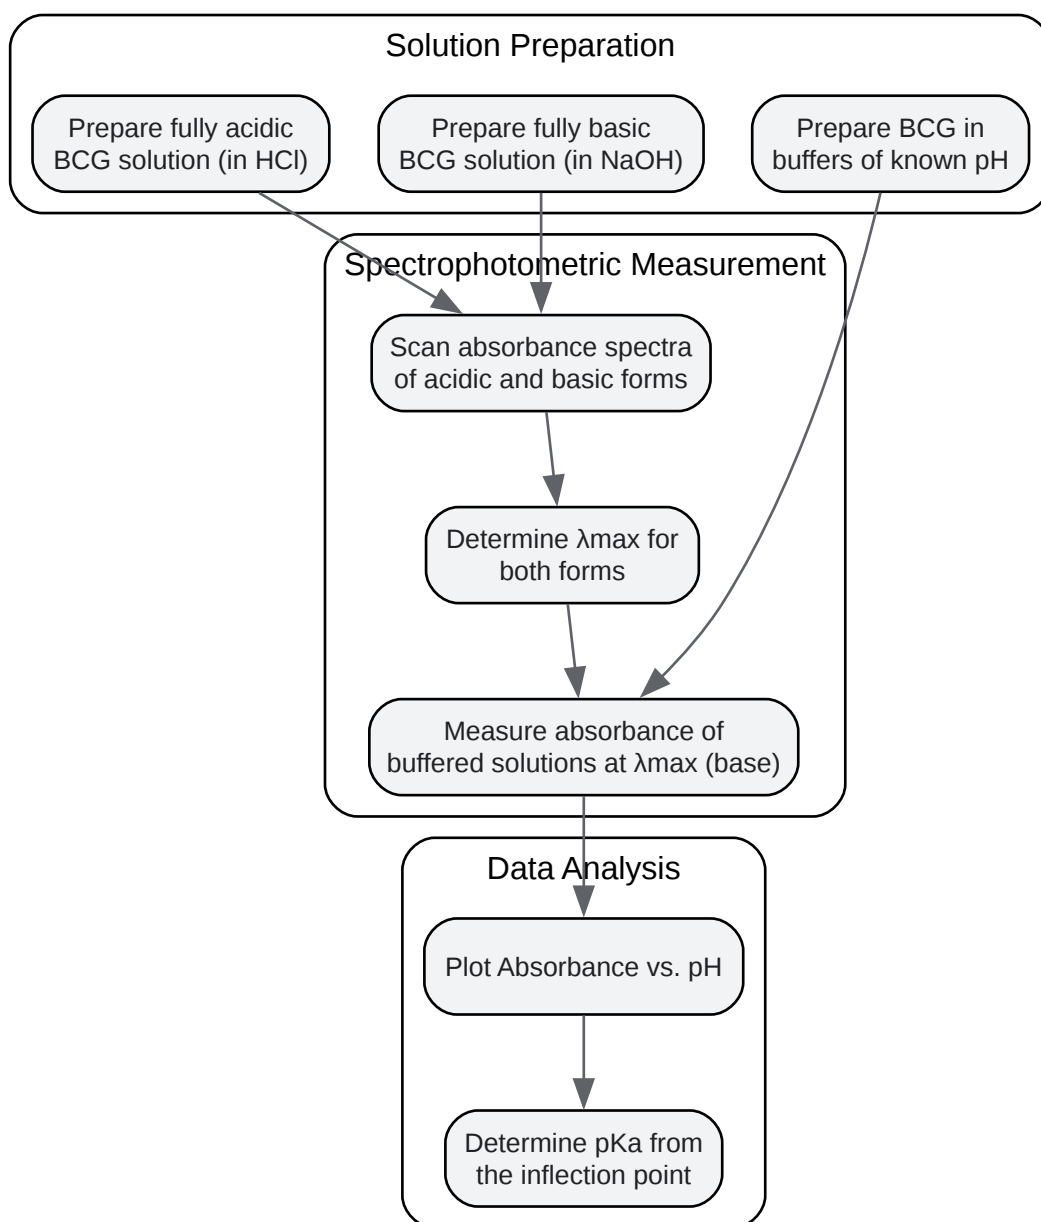 Solution Preparation
Prepare fully acidic
BCG solution (in HCl)
Prepare fully basic
BCG solution (in NaOH)
Prepare BCG in
buffers of known pH
Spectrophotometric Measurement
Scan absorbance spectra
of acidic and basic forms
Determine λmax for
both forms
Measure absorbance of
buffered solutions at λmax (base)
Data Analysis
Plot Absorbance vs. pH
Determine pKa from
the inflection point